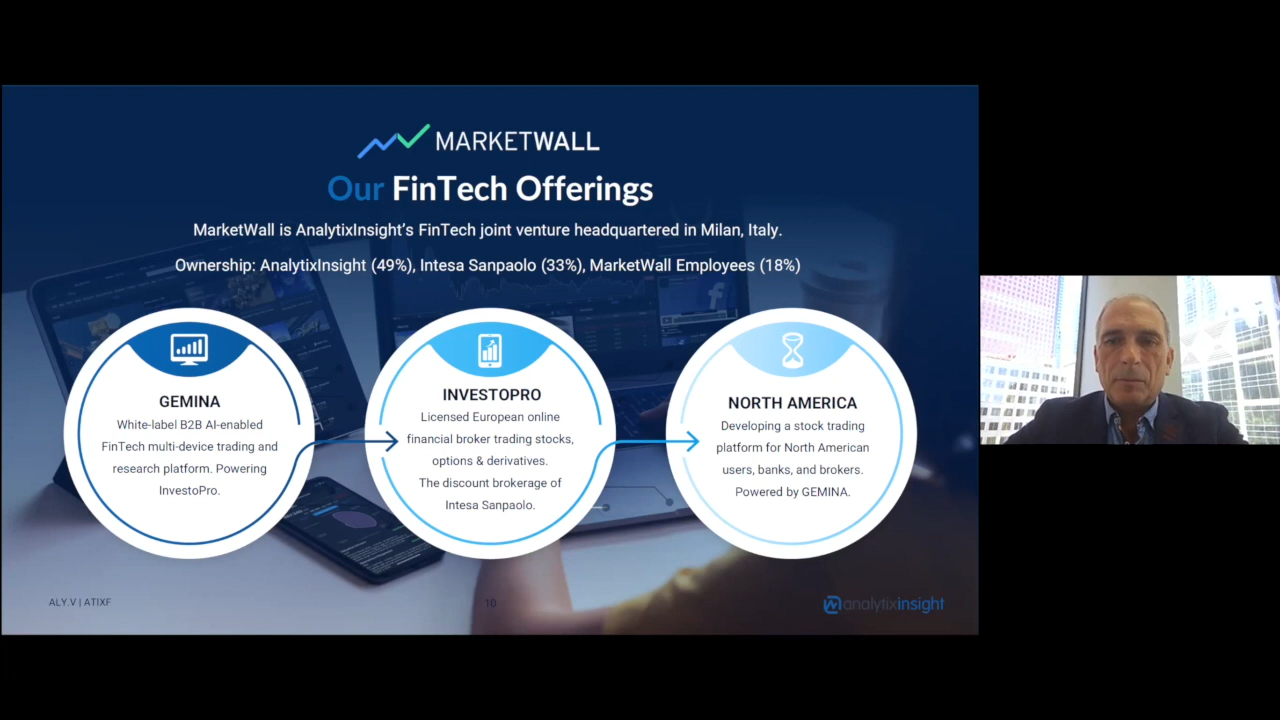 MARKETWALL
Our FinTech Offerings
MarketWall is AnalytixInsight's FinTech joint venture headquartered in Milan, Italy.
Ownership: AnalytixInsight (49%), Intesa Sanpaolo (33%), MarketWall Employees (18%)
GEMINA
White-label B2B AI-enabled
FinTech multi-device trading and
research platform. Powering
InvestoPro.
INVESTOPRO
Licensed European online
financial broker trading stocks,
options & derivatives.
The discount brokerage of
Intesa Sanpaolo.
NORTH AMERICA
Developing a stock trading
platform for North American
users, banks, and brokers.
Powered by GEMINA.
ALY.V | ATIXF
10
analytixinsight